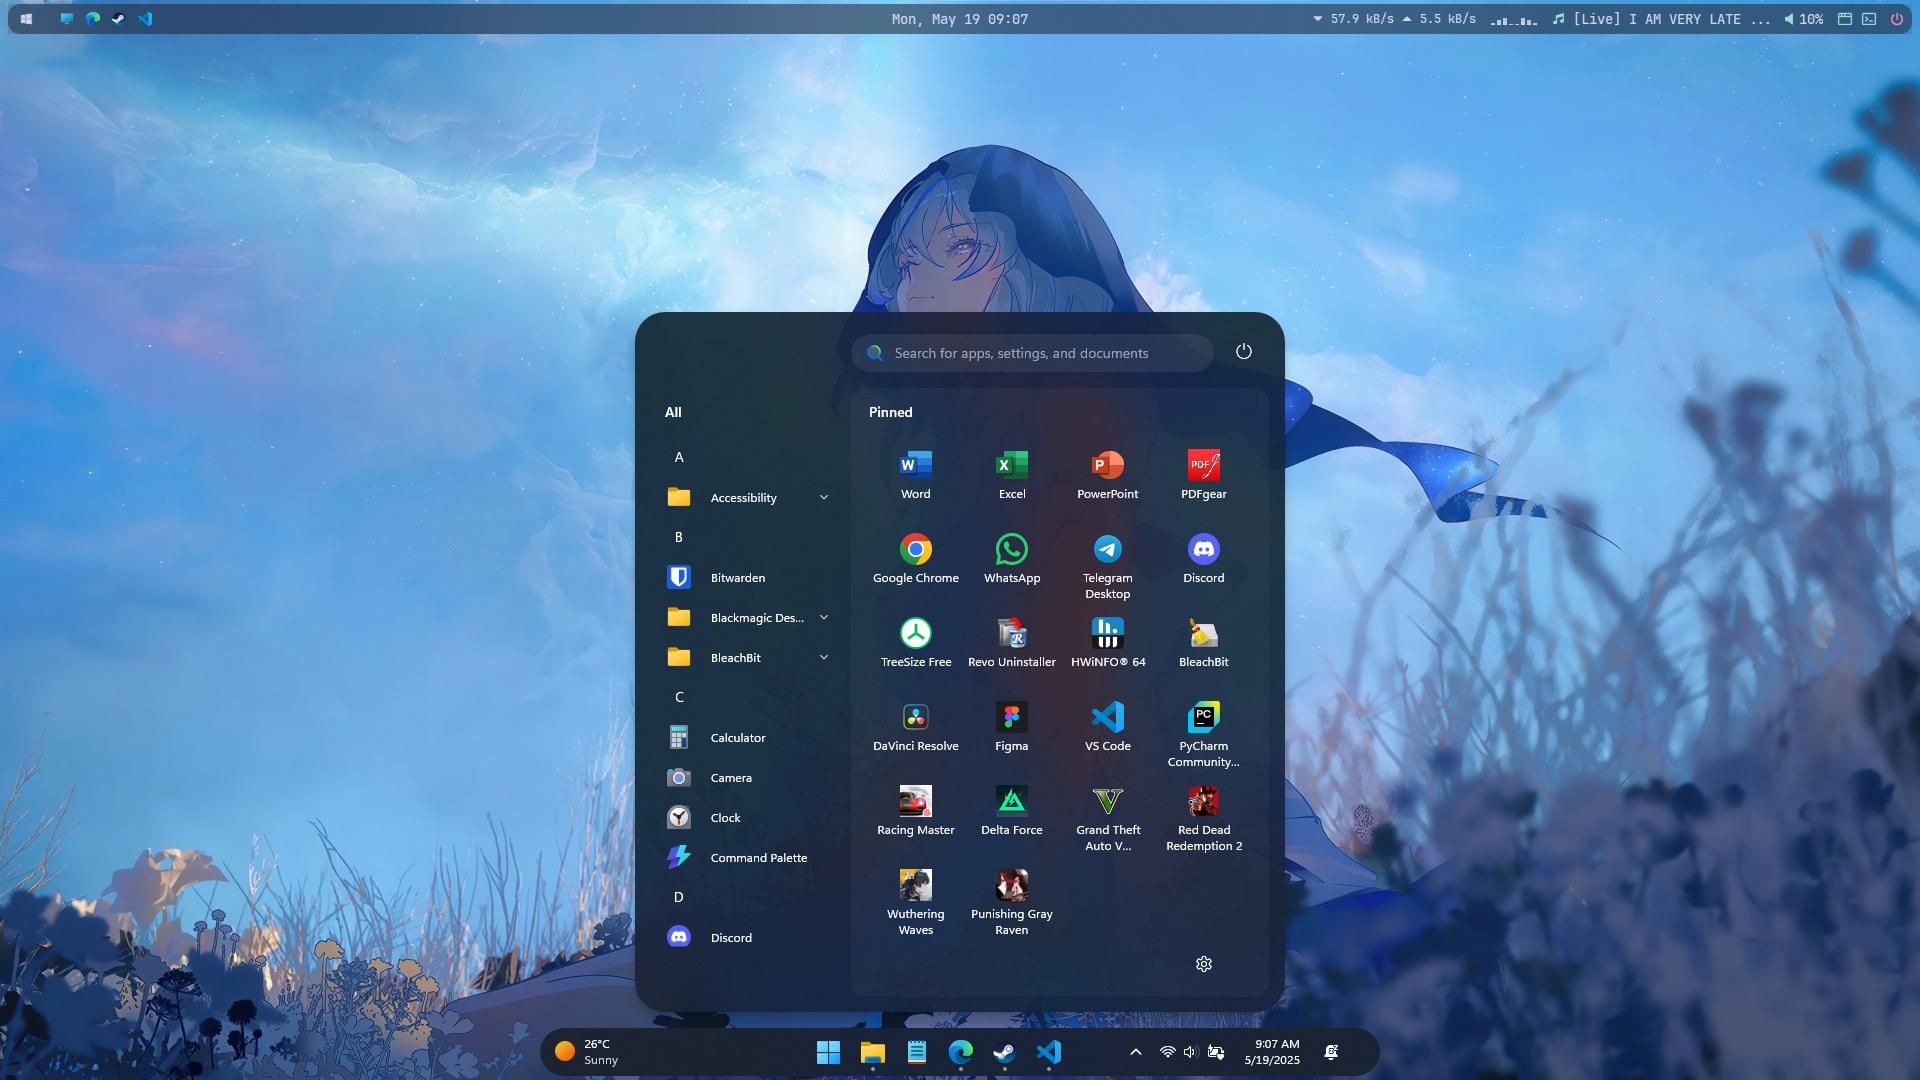 Mon, May 19 09:07
57.9 kB/s 5.5 kB/s
[Live] I AM VERY LATE ...
10%
Search for apps, settings, and documents
All
A
Accessibility
B
Bitwarden
Blackmagic Des...
BleachBit
C
Calculator
Camera
Clock
Command Palette
D
Discord
Pinned
Word
Excel
PowerPoint
PDFgear
Google Chrome
WhatsApp
Telegram
Desktop
Discord
TreeSize Free
Revo Uninstaller
HWiNFO® 64
BleachBit
DaVinci Resolve
Figma
VS Code
PyCharm
Community...
Racing Master
Delta Force
Grand Theft
Auto V...
Red Dead
Redemption 2
Wuthering
Waves
Punishing Gray
Raven
26°C
Sunny
9:07 AM
5/19/2025